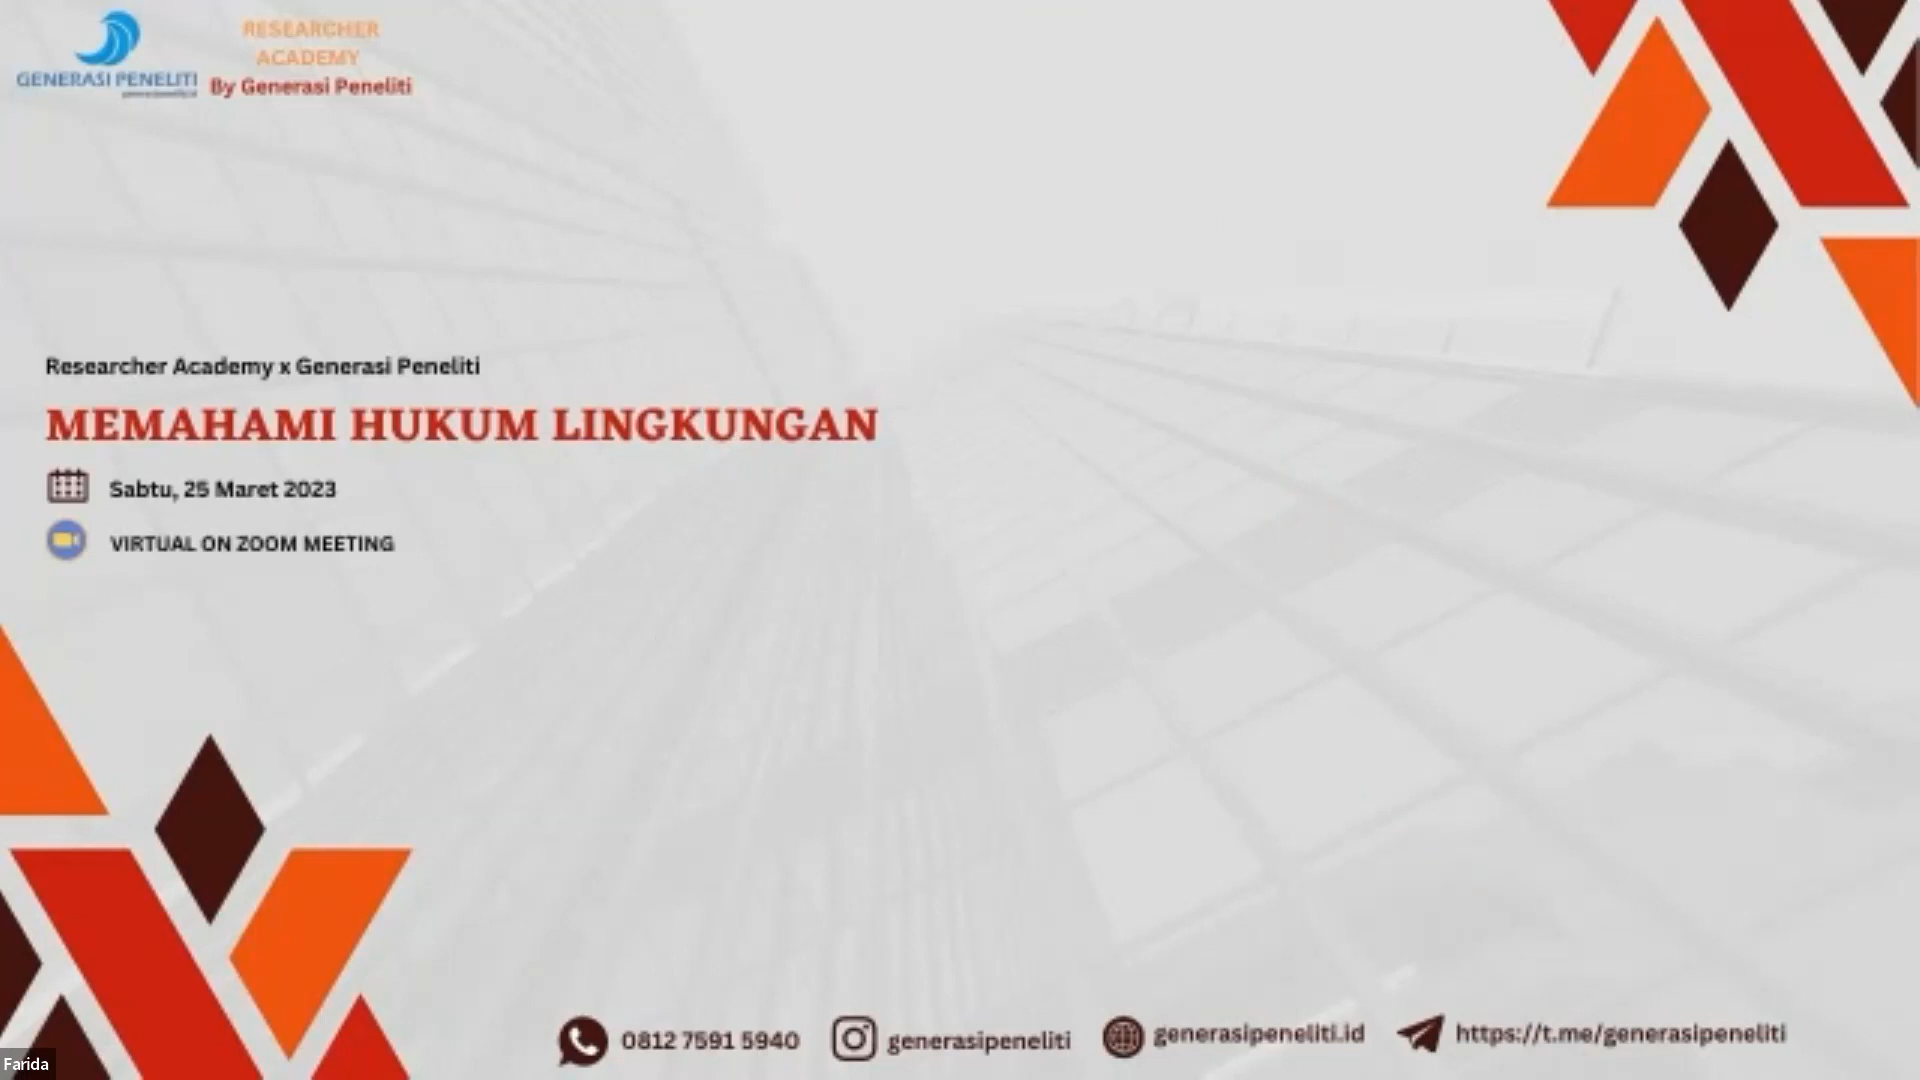 GENERASI PENELITI
RESEARCHER
ACADEMY
By Generasi Peneliti
Researcher Academy x Generasi Peneliti
MEMAHAMI HUKUM LINGKUNGAN
Sabtu, 25 Maret 2023
VIRTUAL ON ZOOM MEETING
0812 7591 5940
generasipeneliti
generasipeneliti.id
https://t.me/generasipeneliti
Farida